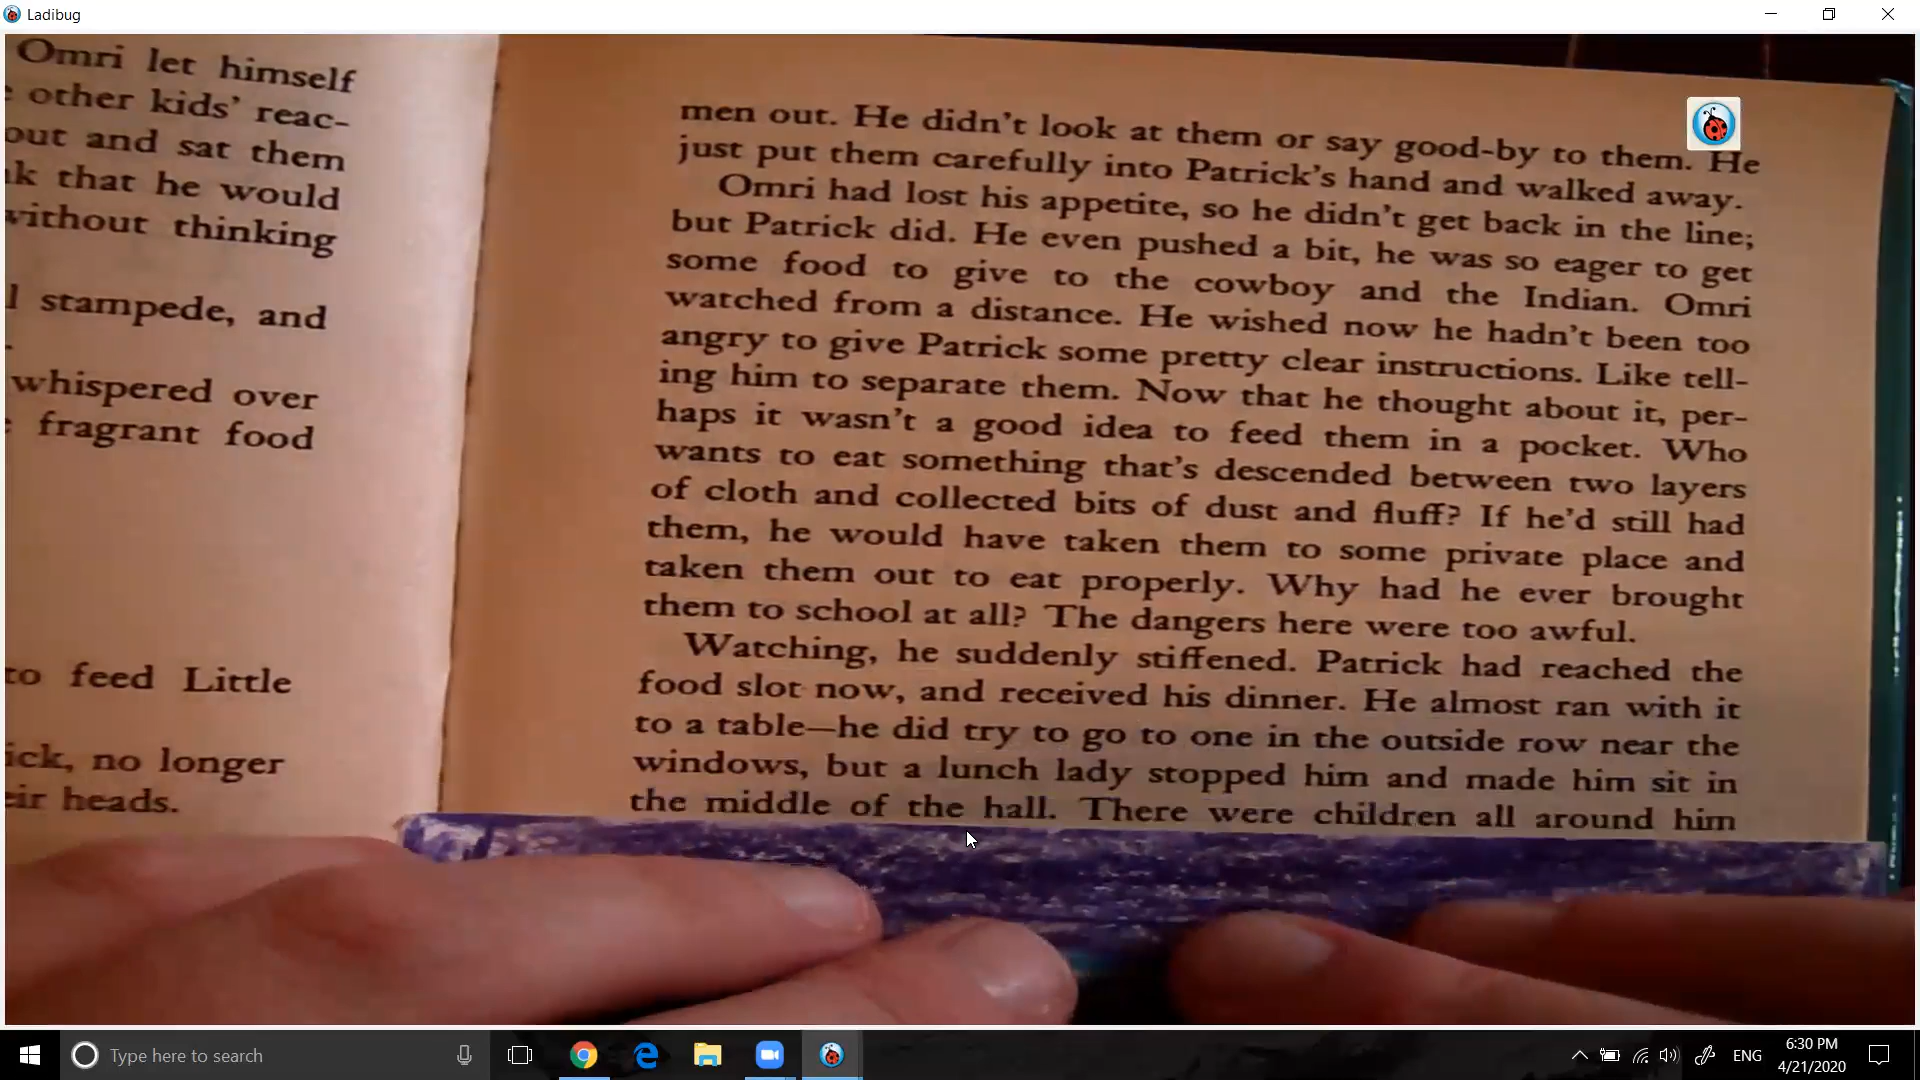 Ladibug
Omri let himself
other kids' reac-
out and sat them
that he would
without thinking
stampede, and
whispered over
fragrant food
to feed Little
no longer
heads.
men out. He didn't look at them or say good-by to them. He
just put them carefully into Patrick's hand and walked away.
Omri had lost his appetite, so he didn't get back in the line;
but Patrick did. He even pushed a bit, he was so eager to get
some food to give to the cowboy and the Indian. Omri
watched from a distance. He wished now he hadn't been too
angry to give Patrick some pretty clear instructions. Like tell-
ing him to separate them. Now that he thought about it, per-
haps it wasn't a good idea to feed them in a pocket. Who
wants to eat something that's descended between two layers
of cloth and collected bits of dust and fluff? If he'd still had
them, he would have taken them to some private place and
taken them out to eat properly. Why had he ever brought
them to school at all? The dangers here were too awful.
Watching, he suddenly stiffened. Patrick had reached the
food slot now, and received his dinner. He almost ran with it
to a table—he did try to go to one in the outside row near the
windows, but a lunch lady stopped him and made him sit in
the middle of the hall. There were children all around him
Type here to search
ENG
6:30 PM
4/21/2020